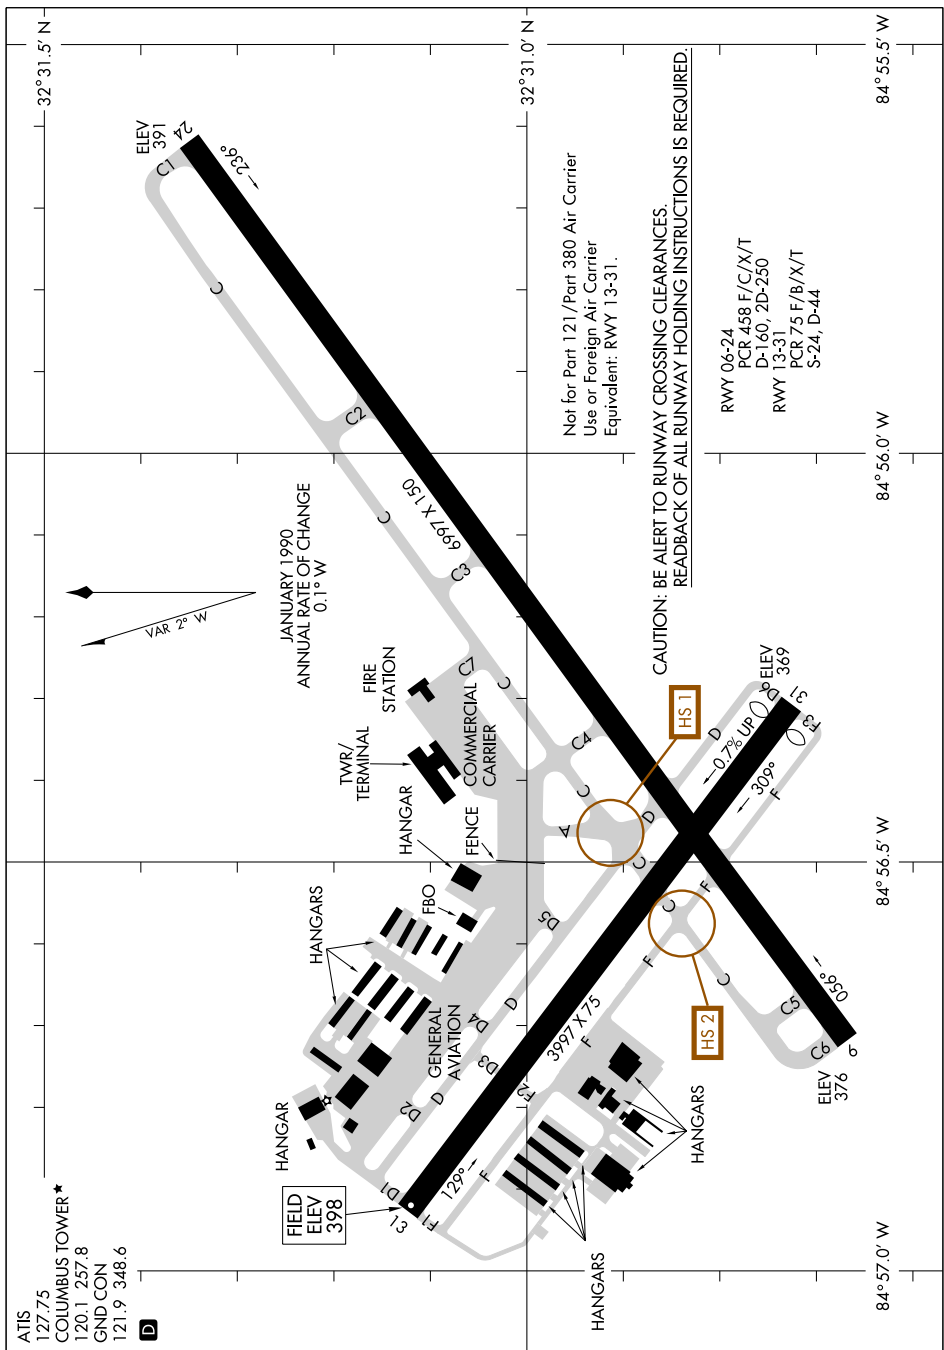 ATIS
127.75
COLUMBUS TOWER★
120.1 257.8
GND CON
121.9 348.6
D
32°31.5' N
32°31.0' N
84°55.5' W
84°56.0' W
84°56.5' W
84°57.0' W
JANUARY 1990
ANNUAL RATE OF CHANGE
0.1° W
VAR 2° W
ELEV
391
24
236°
C1
C
C2
C
6997 X 150
C3
C7
C
C4
C
FIRE
STATION
TWR/
TERMINAL
COMMERCIAL
CARRIER
HANGAR
FENCE
FBO
HANGARS
GENERAL
AVIATION
HANGAR
FIELD
ELEV
398
13
D1
F1
129°
D2
D
D3
D4
D
D5
A
D
C
HS 1
D
D6
ELEV
369
31
F3
0.7% UP
309°
F
F
C
HS 2
F
C
C5
C6
6
056°
ELEV
376
3997 X 75
F
F2
F
HANGARS
HANGARS
Not for Part 121/Part 380 Air Carrier
Use or Foreign Air Carrier
Equivalent: RWY 13-31.
CAUTION: BE ALERT TO RUNWAY CROSSING CLEARANCES.
READBACK OF ALL RUNWAY HOLDING INSTRUCTIONS IS REQUIRED.
RWY 06-24
PCR 458 F/C/X/T
D-160, 2D-250
RWY 13-31
PCR 75 F/B/X/T
S-24, D-44